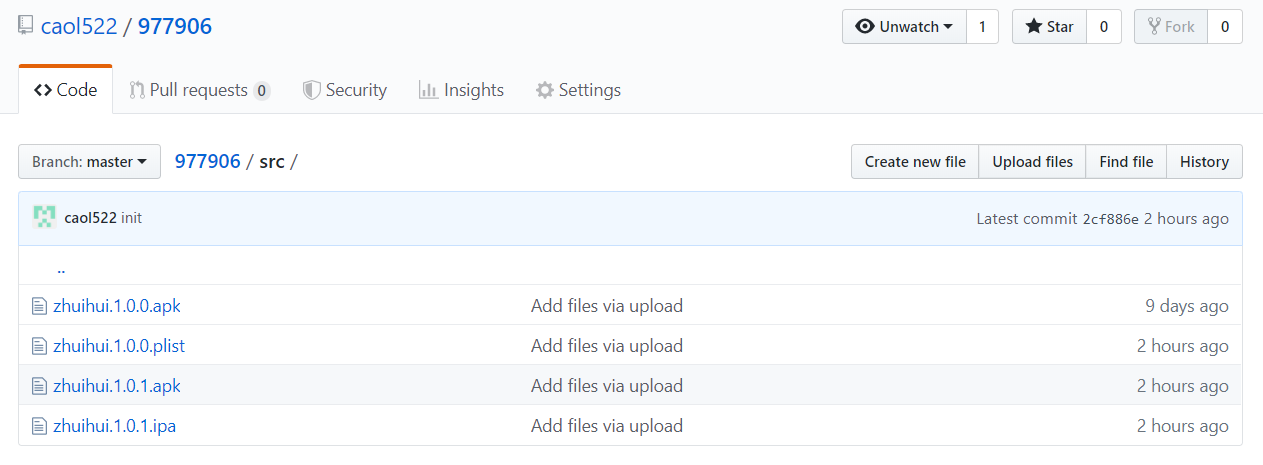 caol522 / 977906 Unwatch 1 Star 0 Fork 0
Code Pull requests 0 Security Insights Settings
Branch: master 977906 / src / Create new file Upload files Find file History
caol522 init Latest commit 2cf886e 2 hours ago
..
zhuihui.1.0.0.apk Add files via upload 9 days ago
zhuihui.1.0.0.plist Add files via upload 2 hours ago
zhuihui.1.0.1.apk Add files via upload 2 hours ago
zhuihui.1.0.1.ipa Add files via upload 2 hours ago